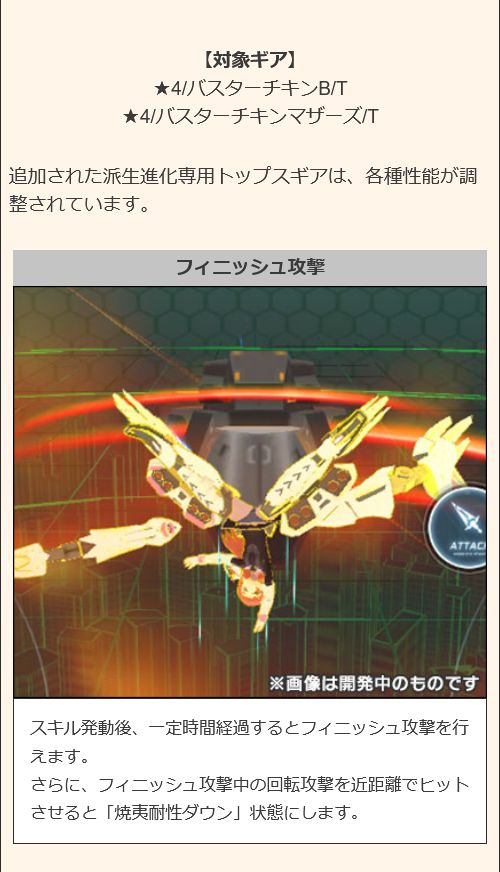 【対象ギア】
★4/バスターチキンB/T
★4/バスターチキンマザーズ/T
追加された派生進化専用トップスギアは、各種性能が調
整されています。
フィニッシュ攻撃
ATTACK
※画像は開発中のものです
スキル発動後、一定時間経過するとフィニッシュ攻撃を行
えます。
さらに、フィニッシュ攻撃中の回転攻撃を近距離でヒット
させると「焼夷耐性ダウン」状態にします。